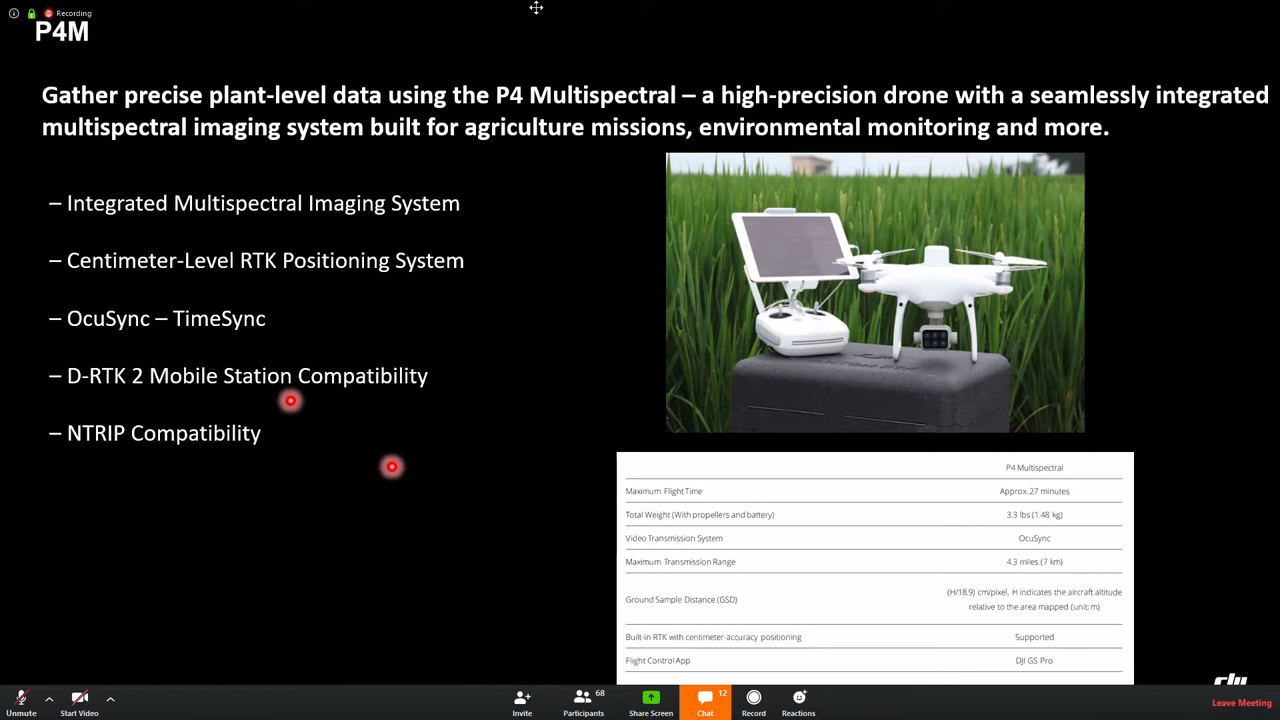 Recording
P4M
Gather precise plant-level data using the P4 Multispectral – a high-precision drone with a seamlessly integrated
multispectral imaging system built for agriculture missions, environmental monitoring and more.
– Integrated Multispectral Imaging System
– Centimeter-Level RTK Positioning System
– OcuSync – TimeSync
– D-RTK 2 Mobile Station Compatibility
– NTRIP Compatibility
P4 Multispectral
Maximum Flight Time Approx. 27 minutes
Total Weight (With propellers and battery) 3.3 lbs (1.48 kg)
Video Transmission System OcuSync
Maximum Transmission Range 4.3 miles (7 km)
Ground Sample Distance (GSD) (H/18.9) cm/pixel, H indicates the aircraft altitude
relative to the area mapped (unit: m)
Built-in RTK with centimeter-accuracy positioning Supported
Flight Control App DJI GS Pro
dji
Unmute Start Video Invite Participants 68 Share Screen Chat 12 Record Reactions Leave Meeting